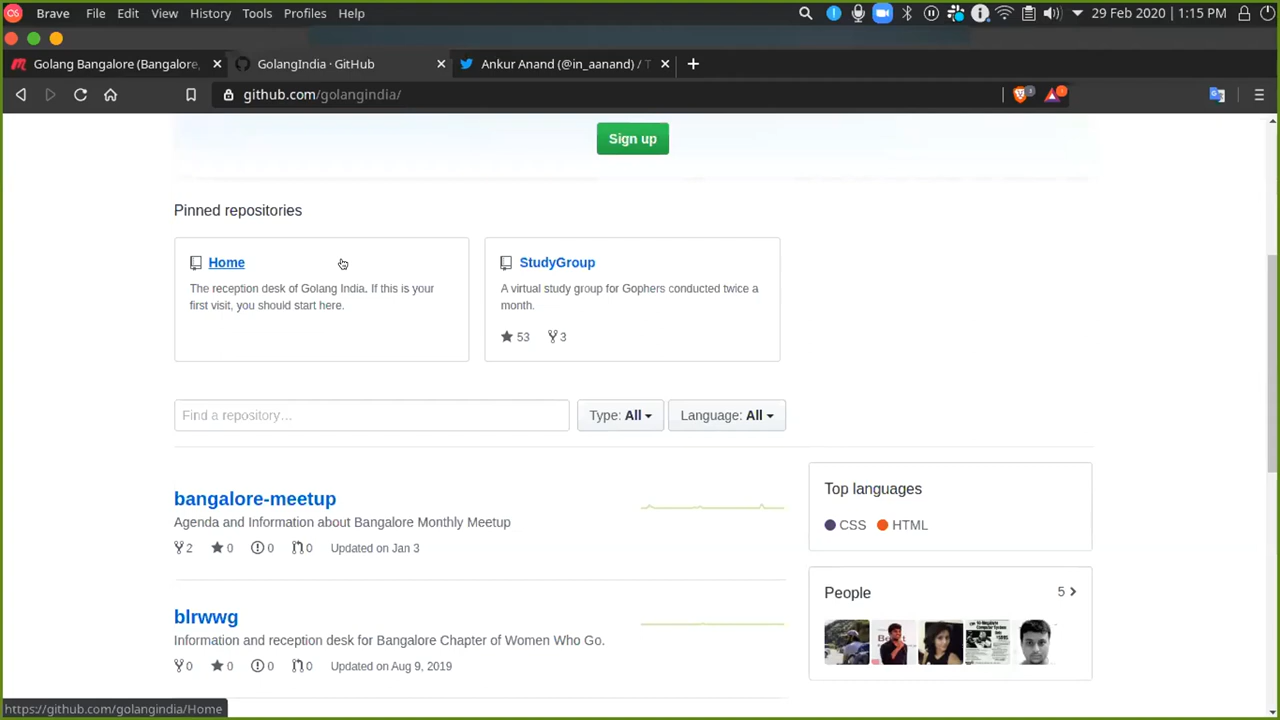 Brave File Edit View History Tools Profiles Help 29 Feb 2020 | 1:15 PM
Golang Bangalore (Bangalore, GolangIndia · GitHub Ankur Anand (@in_aanand) / T
github.com/golangindia/
Sign up
Pinned repositories
Home
The reception desk of Golang India. If this is your
first visit, you should start here.
StudyGroup
A virtual study group for Gophers conducted twice a
month.
53 3
Find a repository…
Type: All
Language: All
bangalore-meetup
Agenda and Information about Bangalore Monthly Meetup
2 0 0 0 Updated on Jan 3
blrwwg
Information and reception desk for Bangalore Chapter of Women Who Go.
0 0 0 0 Updated on Aug 9, 2019
Top languages
CSS HTML
People 5
https://github.com/golangindia/Home